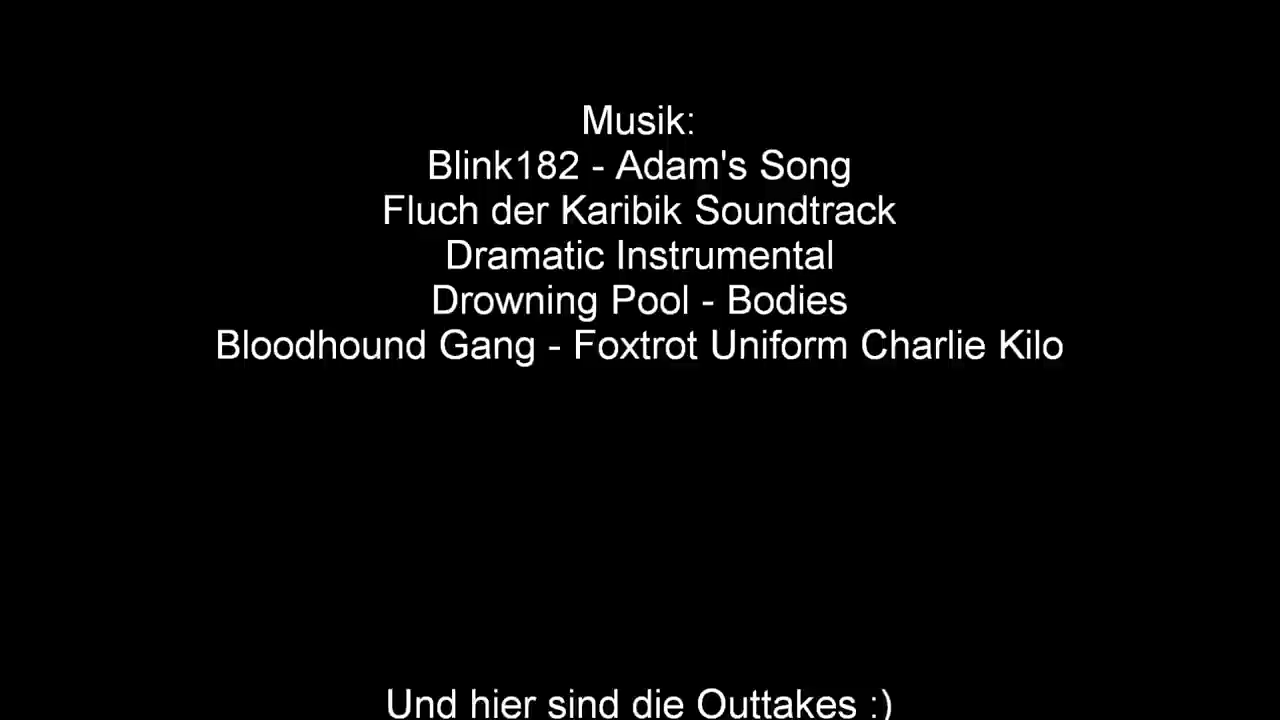 Musik:
Blink182 - Adam's Song
Fluch der Karibik Soundtrack
Dramatic Instrumental
Drowning Pool - Bodies
Bloodhound Gang - Foxtrot Uniform Charlie Kilo
Und hier sind die Outtakes :)